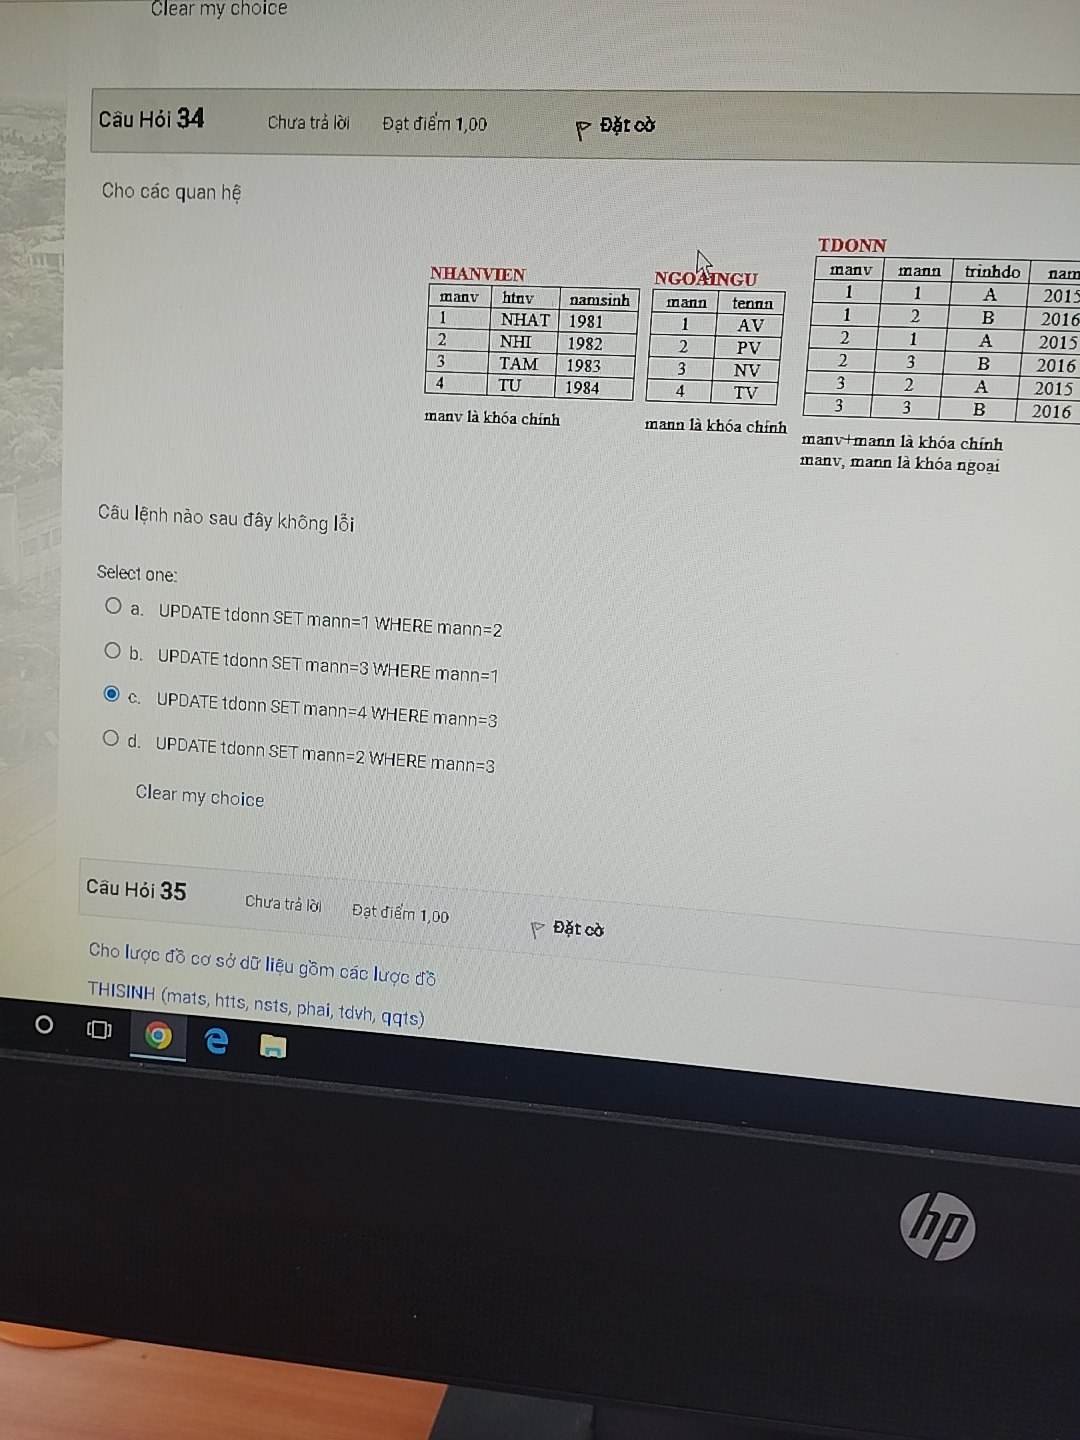 Clear my choice
Câu Hỏi 34 Chưa trả lời Đạt điểm 1,00 Đặt cờ
Cho các quan hệ
NHANVIEN
manv htnv namsinh
1 NHAT 1981
2 NHI 1982
3 TAM 1983
4 TU 1984
manv là khóa chính
NGOAINGU
mann tennn
1 AV
2 PV
3 NV
4 TV
mann là khóa chính
TDONN
manv mann trinhdo nam
1 1 A 2015
1 2 B 2016
2 1 A 2015
2 3 B 2016
3 2 A 2015
3 3 B 2016
manv+mann là khóa chính
manv, mann là khóa ngoại
Câu lệnh nào sau đây không lỗi
Select one:
a. UPDATE tdonn SET mann=1 WHERE mann=2
b. UPDATE tdonn SET mann=3 WHERE mann=1
c. UPDATE tdonn SET mann=4 WHERE mann=3
d. UPDATE tdonn SET mann=2 WHERE mann=3
Clear my choice
Câu Hỏi 35 Chưa trả lời Đạt điểm 1,00 Đặt cờ
Cho lược đồ cơ sở dữ liệu gồm các lược đồ
THISINH (mats, htts, nsts, phai, tdvh, qqts)
hp